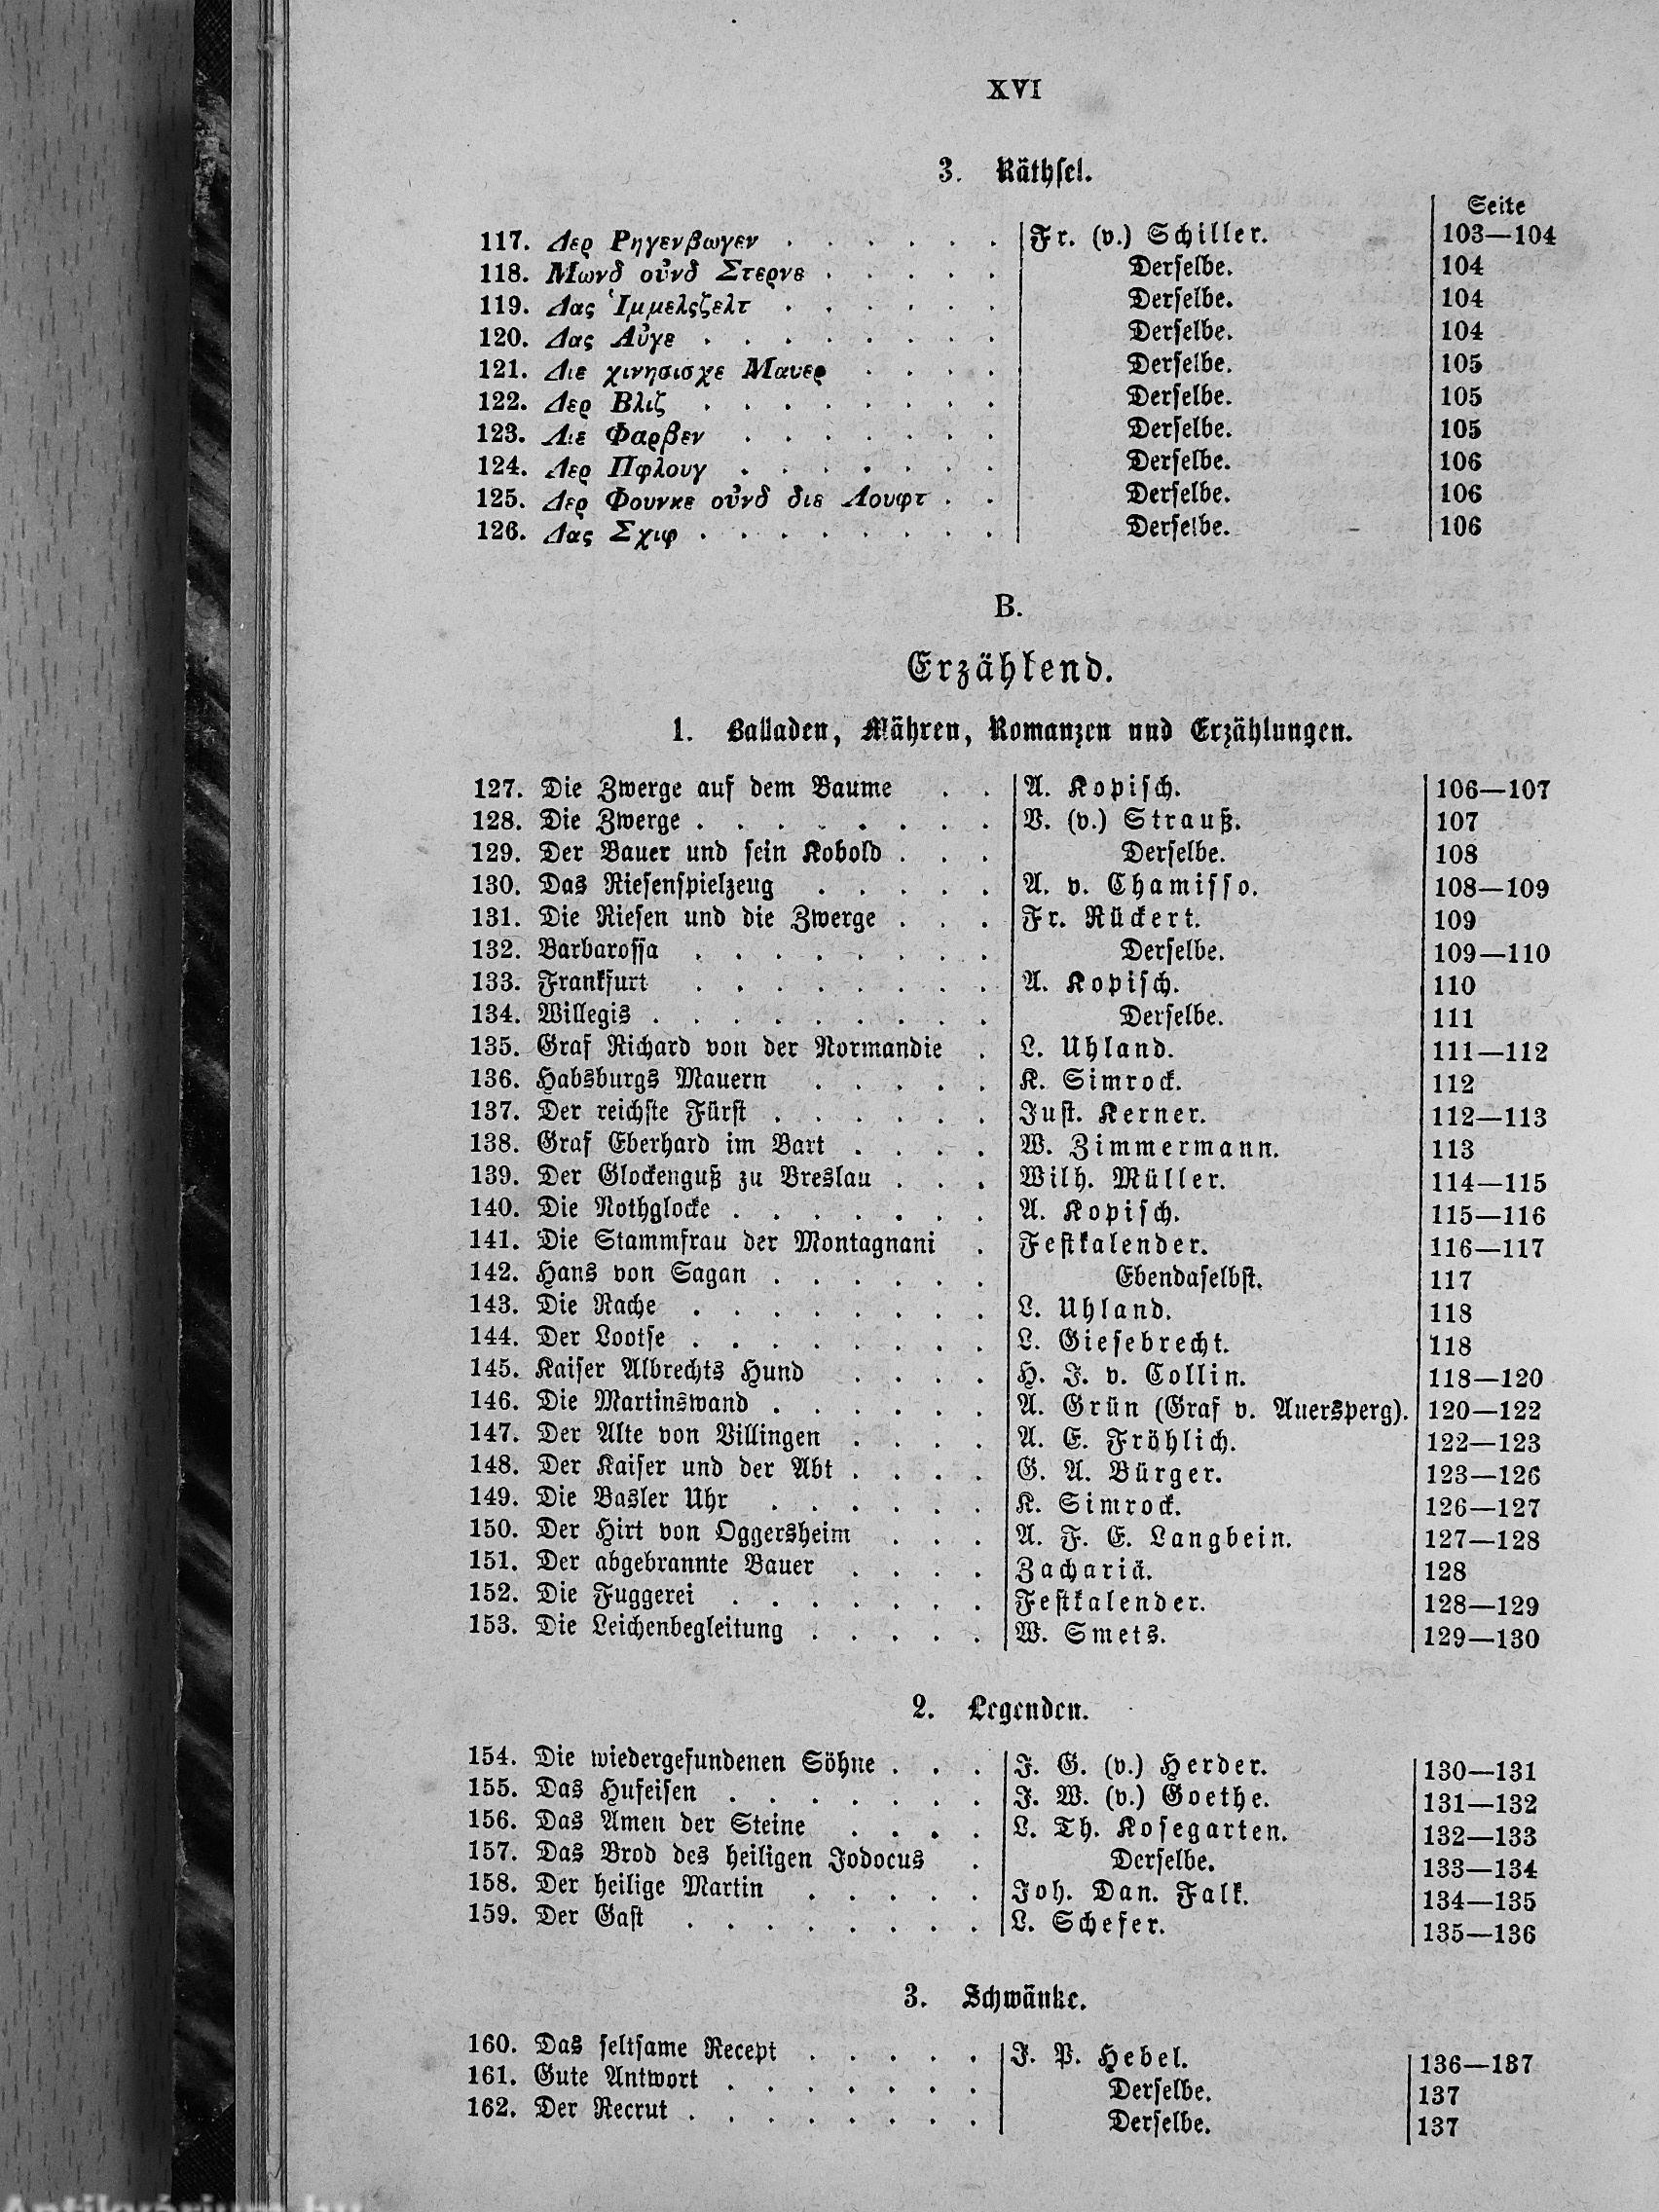 XVI
3. Räthsel.
Seite
117. Δερ Ρηγενβωγεν . . . . . . Fr. (v.) Schiller. 103—104
118. Μωνδ οὐνδ Στερνε . . . . . Derselbe. 104
119. Δας Ἱμμελςζελτ . . . . . . Derselbe. 104
120. Δας Αὐγε . . . . . . . . Derselbe. 104
121. Διε χινησισχε Μαυερ . . . . Derselbe. 105
122. Δερ Βλιζ . . . . . . . . Derselbe. 105
123. Διε Φαρβεν . . . . . . . Derselbe. 105
124. Δερ Πφλουγ . . . . . . . Derselbe. 106
125. Δερ Φουνκε οὐνδ διε Λουφτ . . Derselbe. 106
126. Δας Σχιφ . . . . . . . . Derselbe. 106
B.
Erzählend.
1. Balladen, Mähren, Romanzen und Erzählungen.
127. Die Zwerge auf dem Baume . . A. Kopisch. 106—107
128. Die Zwerge . . . . . . . . V. (v.) Strauß. 107
129. Der Bauer und sein Kobold . . . Derselbe. 108
130. Das Riesenspielzeug . . . . . A. v. Chamisso. 108—109
131. Die Riesen und die Zwerge . . . Fr. Rückert. 109
132. Barbarossa . . . . . . . . Derselbe. 109—110
133. Frankfurt . . . . . . . . A. Kopisch. 110
134. Willegis . . . . . . . . . Derselbe. 111
135. Graf Richard von der Normandie . L. Uhland. 111—112
136. Habsburgs Mauern . . . . . K. Simrock. 112
137. Der reichste Fürst . . . . . . Just. Kerner. 112—113
138. Graf Eberhard im Bart . . . . W. Zimmermann. 113
139. Der Glockenguß zu Breslau . . . Wilh. Müller. 114—115
140. Die Nothglocke . . . . . . . A. Kopisch. 115—116
141. Die Stammfrau der Montagnani . Festkalender. 116—117
142. Hans von Sagan . . . . . . Ebendaselbst. 117
143. Die Rache . . . . . . . . L. Uhland. 118
144. Der Lootse . . . . . . . . L. Giesebrecht. 118
145. Kaiser Albrechts Hund . . . . H. J. v. Collin. 118—120
146. Die Martinswand . . . . . . A. Grün (Graf v. Auersperg). 120—122
147. Der Alte von Villingen . . . . A. E. Fröhlich. 122—123
148. Der Kaiser und der Abt . . . . G. A. Bürger. 123—126
149. Die Basler Uhr . . . . . . K. Simrock. 126—127
150. Der Hirt von Oggersheim . . . A. F. E. Langbein. 127—128
151. Der abgebrannte Bauer . . . . Zachariä. 128
152. Die Fuggerei . . . . . . . Festkalender. 128—129
153. Die Leichenbegleitung . . . . . W. Smets. 129—130
2. Legenden.
154. Die wiedergefundenen Söhne . . . J. G. (v.) Herder. 130—131
155. Das Hufeisen . . . . . . . J. W. (v.) Goethe. 131—132
156. Das Amen der Steine . . . . L. Th. Kosegarten. 132—133
157. Das Brod des heiligen Jodocus . Derselbe. 133—134
158. Der heilige Martin . . . . . Joh. Dan. Falk. 134—135
159. Der Gast . . . . . . . . L. Schefer. 135—136
3. Schwänke.
160. Das seltsame Recept . . . . . J. P. Hebel. 136—137
161. Gute Antwort . . . . . . . Derselbe. 137
162. Der Recrut . . . . . . . . Derselbe. 137
Antikvárium.hu